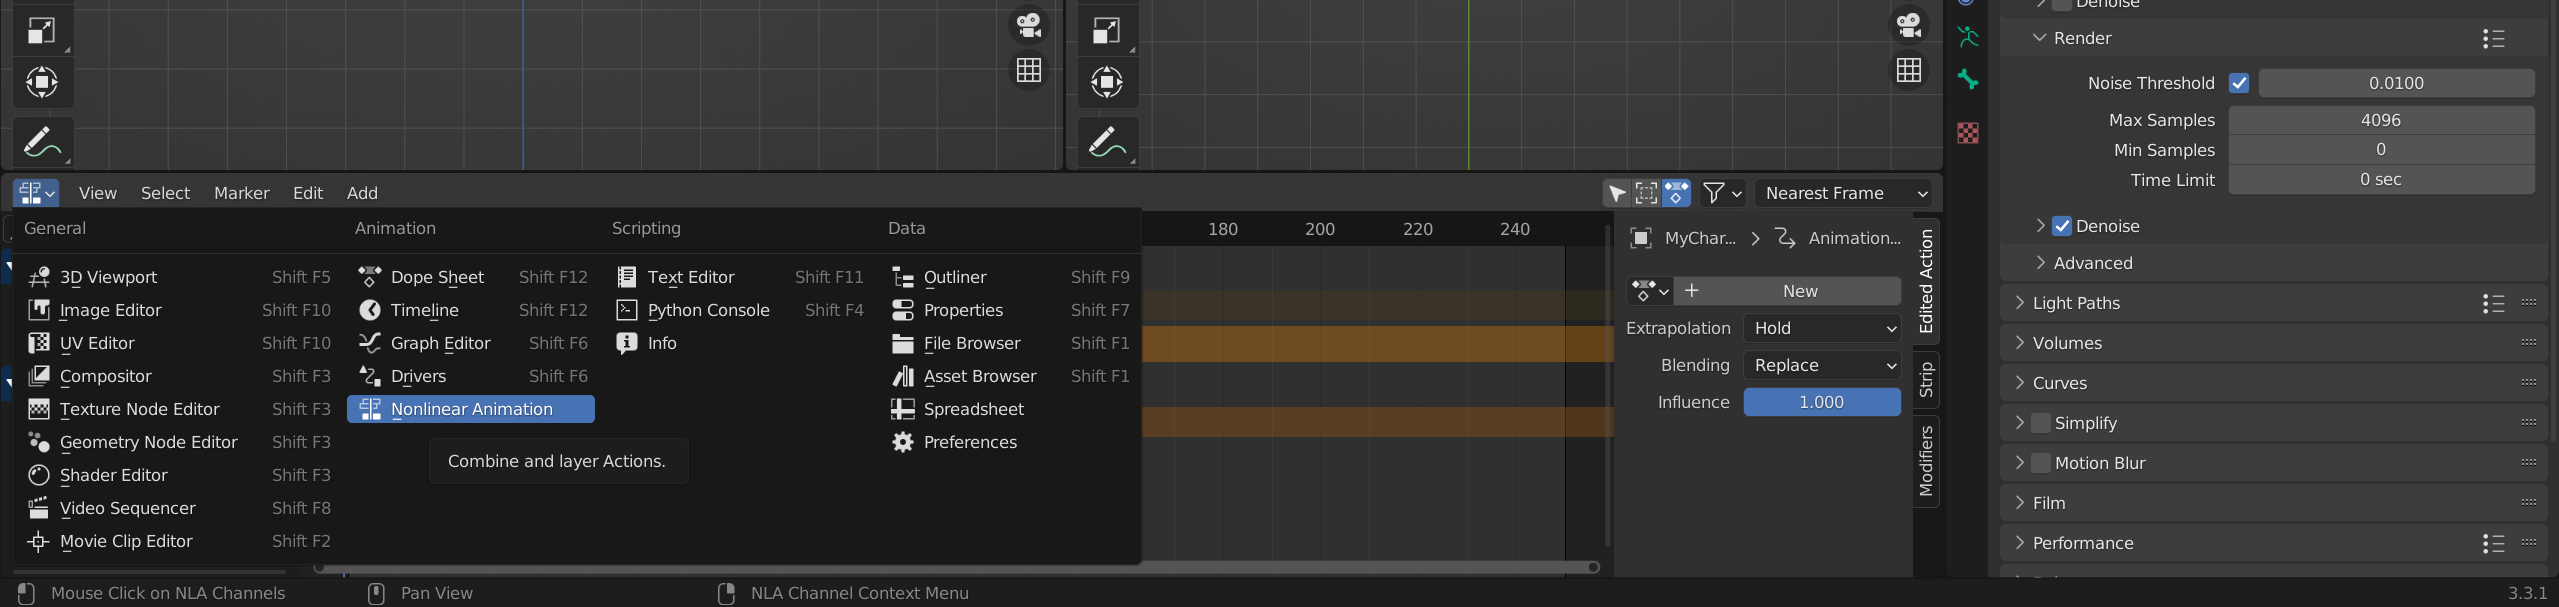 Denoise
Render
Noise Threshold 0.0100
Max Samples 4096
Min Samples 0
Time Limit 0 sec
Denoise
Advanced
Light Paths
Volumes
Curves
Simplify
Motion Blur
Film
Performance
View Select Marker Edit Add
Nearest Frame
General
3D Viewport Shift F5
Image Editor Shift F10
UV Editor Shift F10
Compositor Shift F3
Texture Node Editor Shift F3
Geometry Node Editor Shift F3
Shader Editor Shift F3
Video Sequencer Shift F8
Movie Clip Editor Shift F2
Animation
Dope Sheet Shift F12
Timeline Shift F12
Graph Editor Shift F6
Drivers Shift F6
Nonlinear Animation
Combine and layer Actions.
Scripting
Text Editor Shift F11
Python Console Shift F4
Info
Data
Outliner Shift F9
Properties Shift F7
File Browser Shift F1
Asset Browser Shift F1
Spreadsheet
Preferences
180 200 220 240
MyChar... Animation...
New
Extrapolation Hold
Blending Replace
Influence 1.000
Edited Action
Strip
Modifiers
Mouse Click on NLA Channels Pan View NLA Channel Context Menu 3.3.1